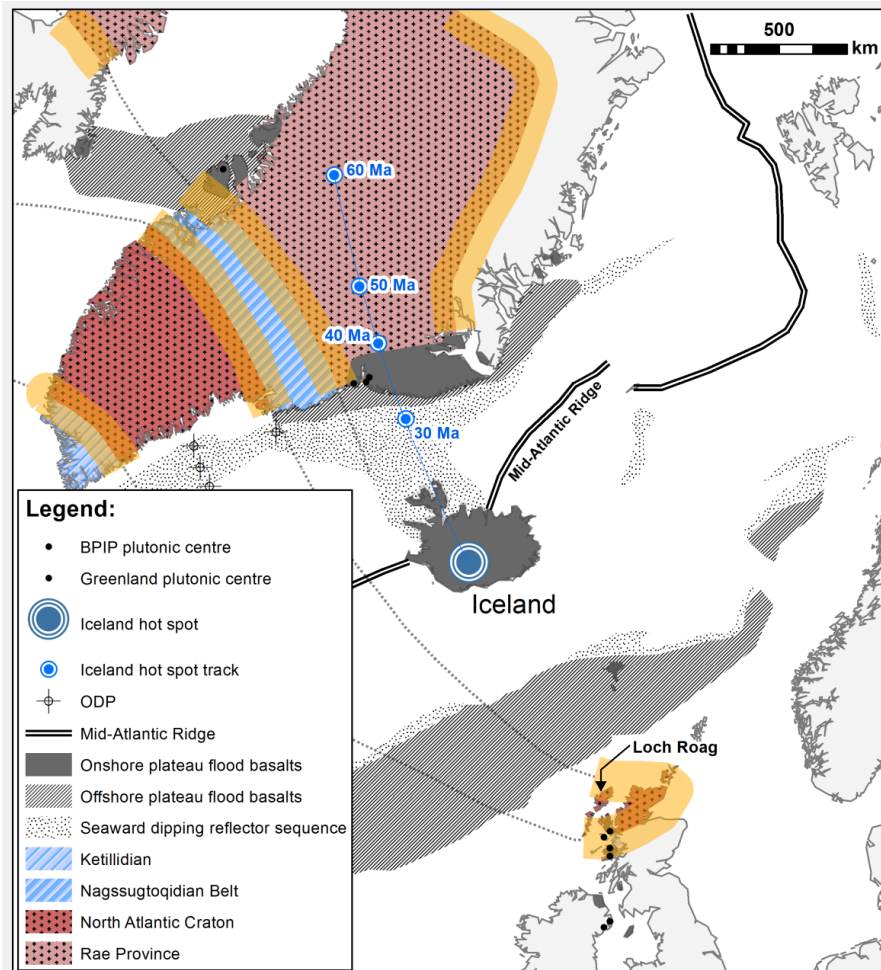 500
km
60 Ma
50 Ma
40 Ma
30 Ma
Mid-Atlantic Ridge
Iceland
Loch Roag
Legend:
BPIP plutonic centre
Greenland plutonic centre
Iceland hot spot
Iceland hot spot track
ODP
Mid-Atlantic Ridge
Onshore plateau flood basalts
Offshore plateau flood basalts
Seaward dipping reflector sequence
Ketillidian
Nagssugtoqidian Belt
North Atlantic Craton
Rae Province